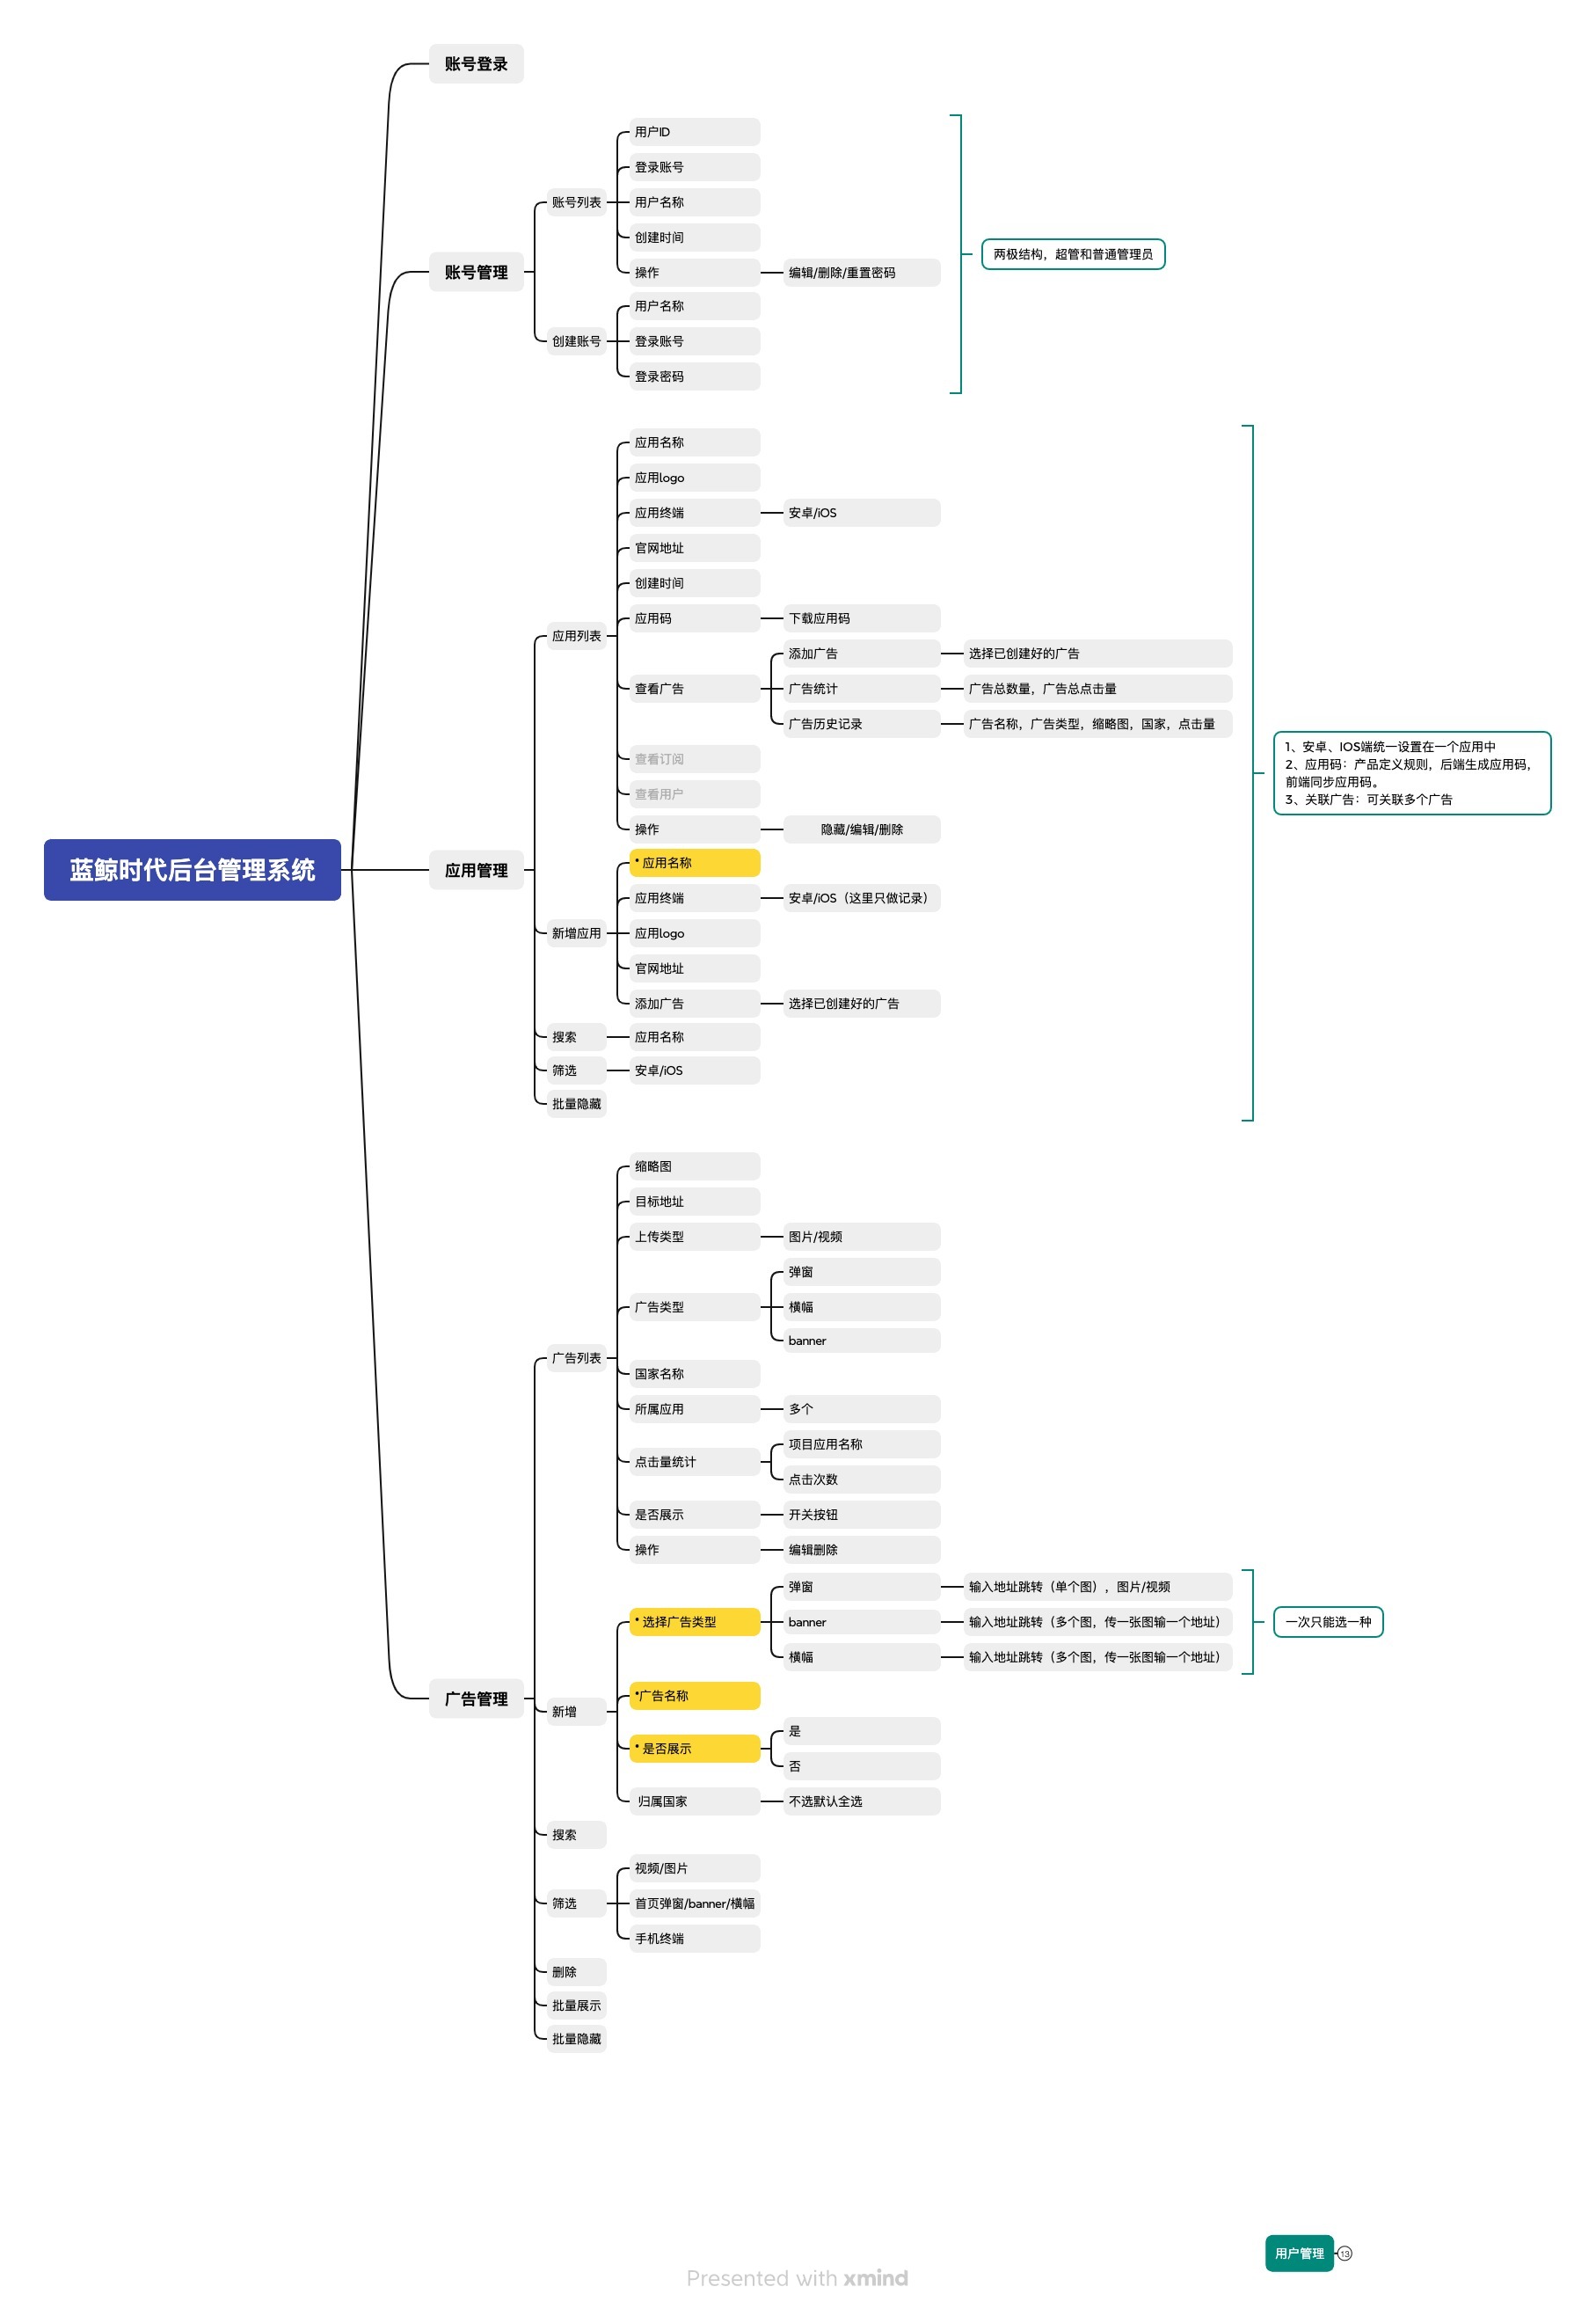 账号登录
用户ID
登录账号
账号列表
用户名称
创建时间
两极结构，超管和普通管理员
账号管理
操作
编辑/删除/重置密码
用户名称
创建账号
登录账号
登录密码
应用名称
应用logo
应用终端
安卓/iOS
官网地址
创建时间
应用码
下载应用码
应用列表
添加广告
选择已创建好的广告
查看广告
广告统计
广告总数量，广告总点击量
广告历史记录
广告名称，广告类型，缩略图，国家，点击量
查看订阅
1、安卓、IOS端统一设置在一个应用中
2、应用码：产品定义规则，后端生成应用码，
前端同步应用码。
3、关联广告：可关联多个广告
查看用户
操作
隐藏/编辑/删除
蓝鲸时代后台管理系统
应用管理
* 应用名称
应用终端
安卓/iOS（这里只做记录）
新增应用
应用logo
官网地址
添加广告
选择已创建好的广告
搜索
应用名称
筛选
安卓/iOS
批量隐藏
缩略图
目标地址
上传类型
图片/视频
弹窗
广告类型
横幅
banner
广告列表
国家名称
所属应用
多个
项目应用名称
点击量统计
点击次数
是否展示
开关按钮
操作
编辑删除
弹窗
输入地址跳转（单个图），图片/视频
* 选择广告类型
banner
输入地址跳转（多个图，传一张图输一个地址）
一次只能选一种
横幅
输入地址跳转（多个图，传一张图输一个地址）
广告管理
*广告名称
新增
是
* 是否展示
否
归属国家
不选默认全选
搜索
视频/图片
筛选
首页弹窗/banner/横幅
手机终端
删除
批量展示
批量隐藏
用户管理
13
Presented with xmind